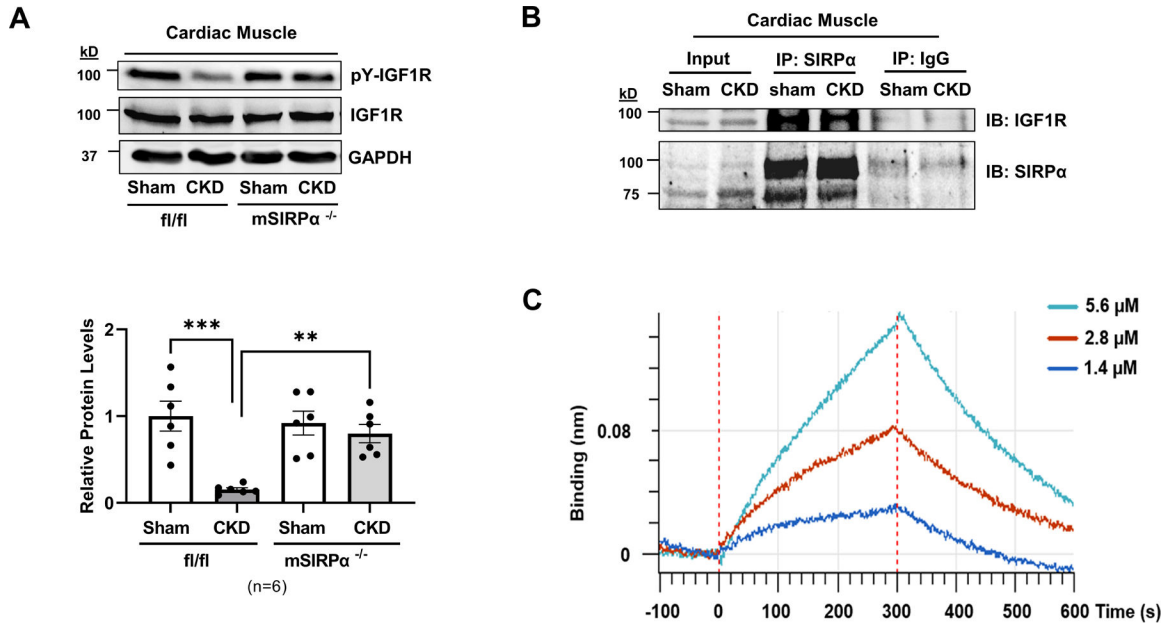 A
Cardiac Muscle
kD
100
pY-IGF1R
100
IGF1R
37
GAPDH
Sham CKD Sham CKD
fl/fl mSIRPα -/-
Relative Protein Levels
2
1
0
***
**
Sham CKD Sham CKD
fl/fl mSIRPα -/-
(n=6)
B
Cardiac Muscle
Input IP: SIRPα IP: IgG
Sham CKD sham CKD Sham CKD
kD
100
IB: IGF1R
100
IB: SIRPα
75
C
5.6 µM
2.8 µM
1.4 µM
Binding (nm)
0.08
0
-100 0 100 200 300 400 500 600 Time (s)